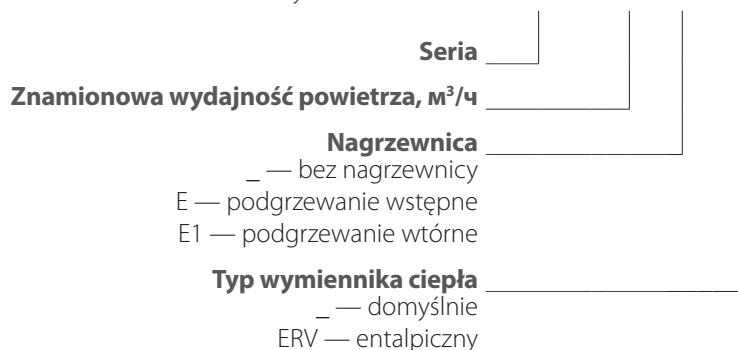 Seria
Znamionowa wydajność powietrza, м³/ч
Nagrzewnica
_ — bez nagrzewnicy
E — podgrzewanie wstępne
E1 — podgrzewanie wtórne
Typ wymiennika ciepła
_ — domyślnie
ERV — entalpiczny